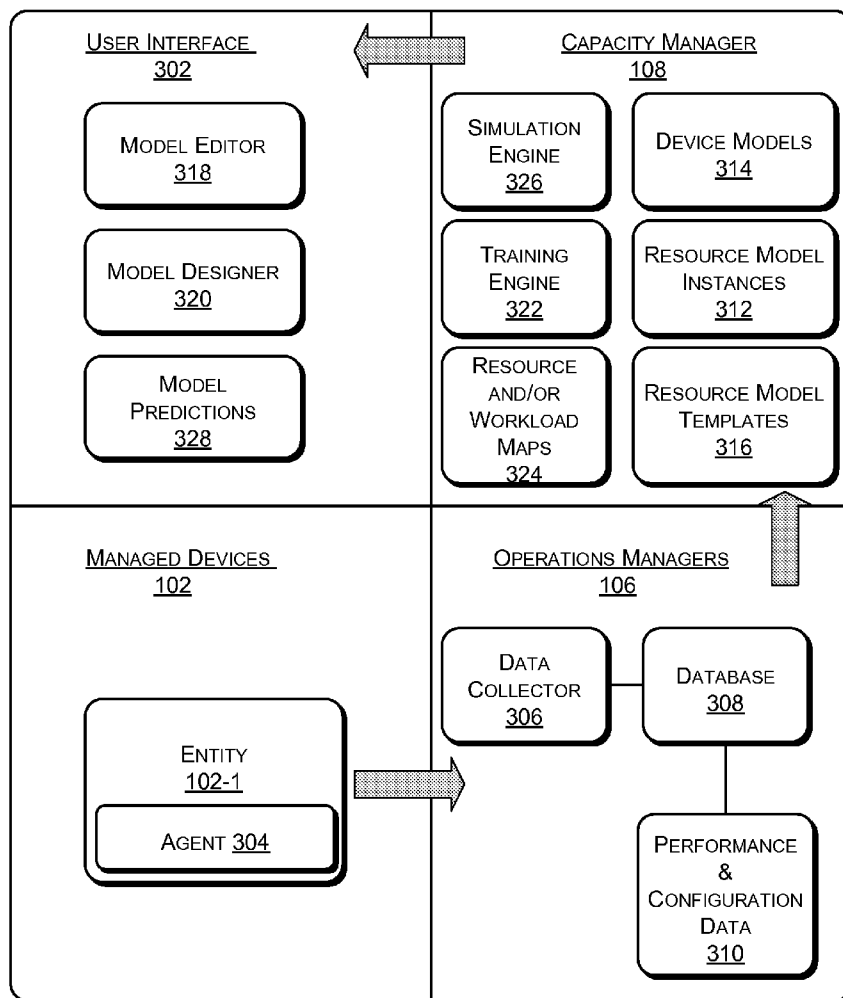 USER INTERFACE
302
MODEL EDITOR
318
MODEL DESIGNER
320
MODEL
PREDICTIONS
328
CAPACITY MANAGER
108
SIMULATION
ENGINE
326
DEVICE MODELS
314
TRAINING
ENGINE
322
RESOURCE MODEL
INSTANCES
312
RESOURCE
AND/OR
WORKLOAD
MAPS
324
RESOURCE MODEL
TEMPLATES
316
MANAGED DEVICES
102
ENTITY
102-1
AGENT 304
OPERATIONS MANAGERS
106
DATA
COLLECTOR
306
DATABASE
308
PERFORMANCE
&
CONFIGURATION
DATA
310